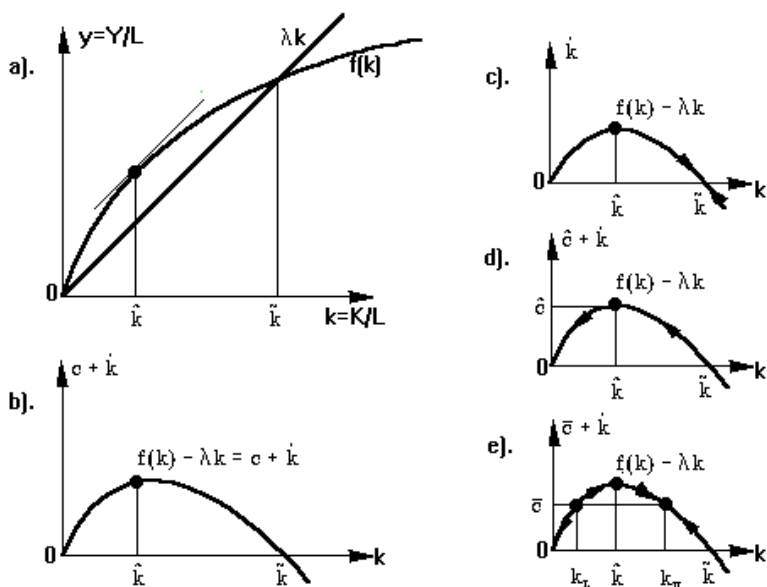 a).
y=Y/L
λk
f(k)
0
k̂
k̃
k=K/L
b).
c + k̇
f(k) − λk = c + k̇
0
k̂
k̃
k
c).
k̇
f(k) − λk
0
k̂
k̃
k
d).
ĉ + k̇
f(k) − λk
ĉ
0
k̂
k̃
k
e).
c̄ + k̇
f(k) − λk
c̄
0
k̂
k̃
k